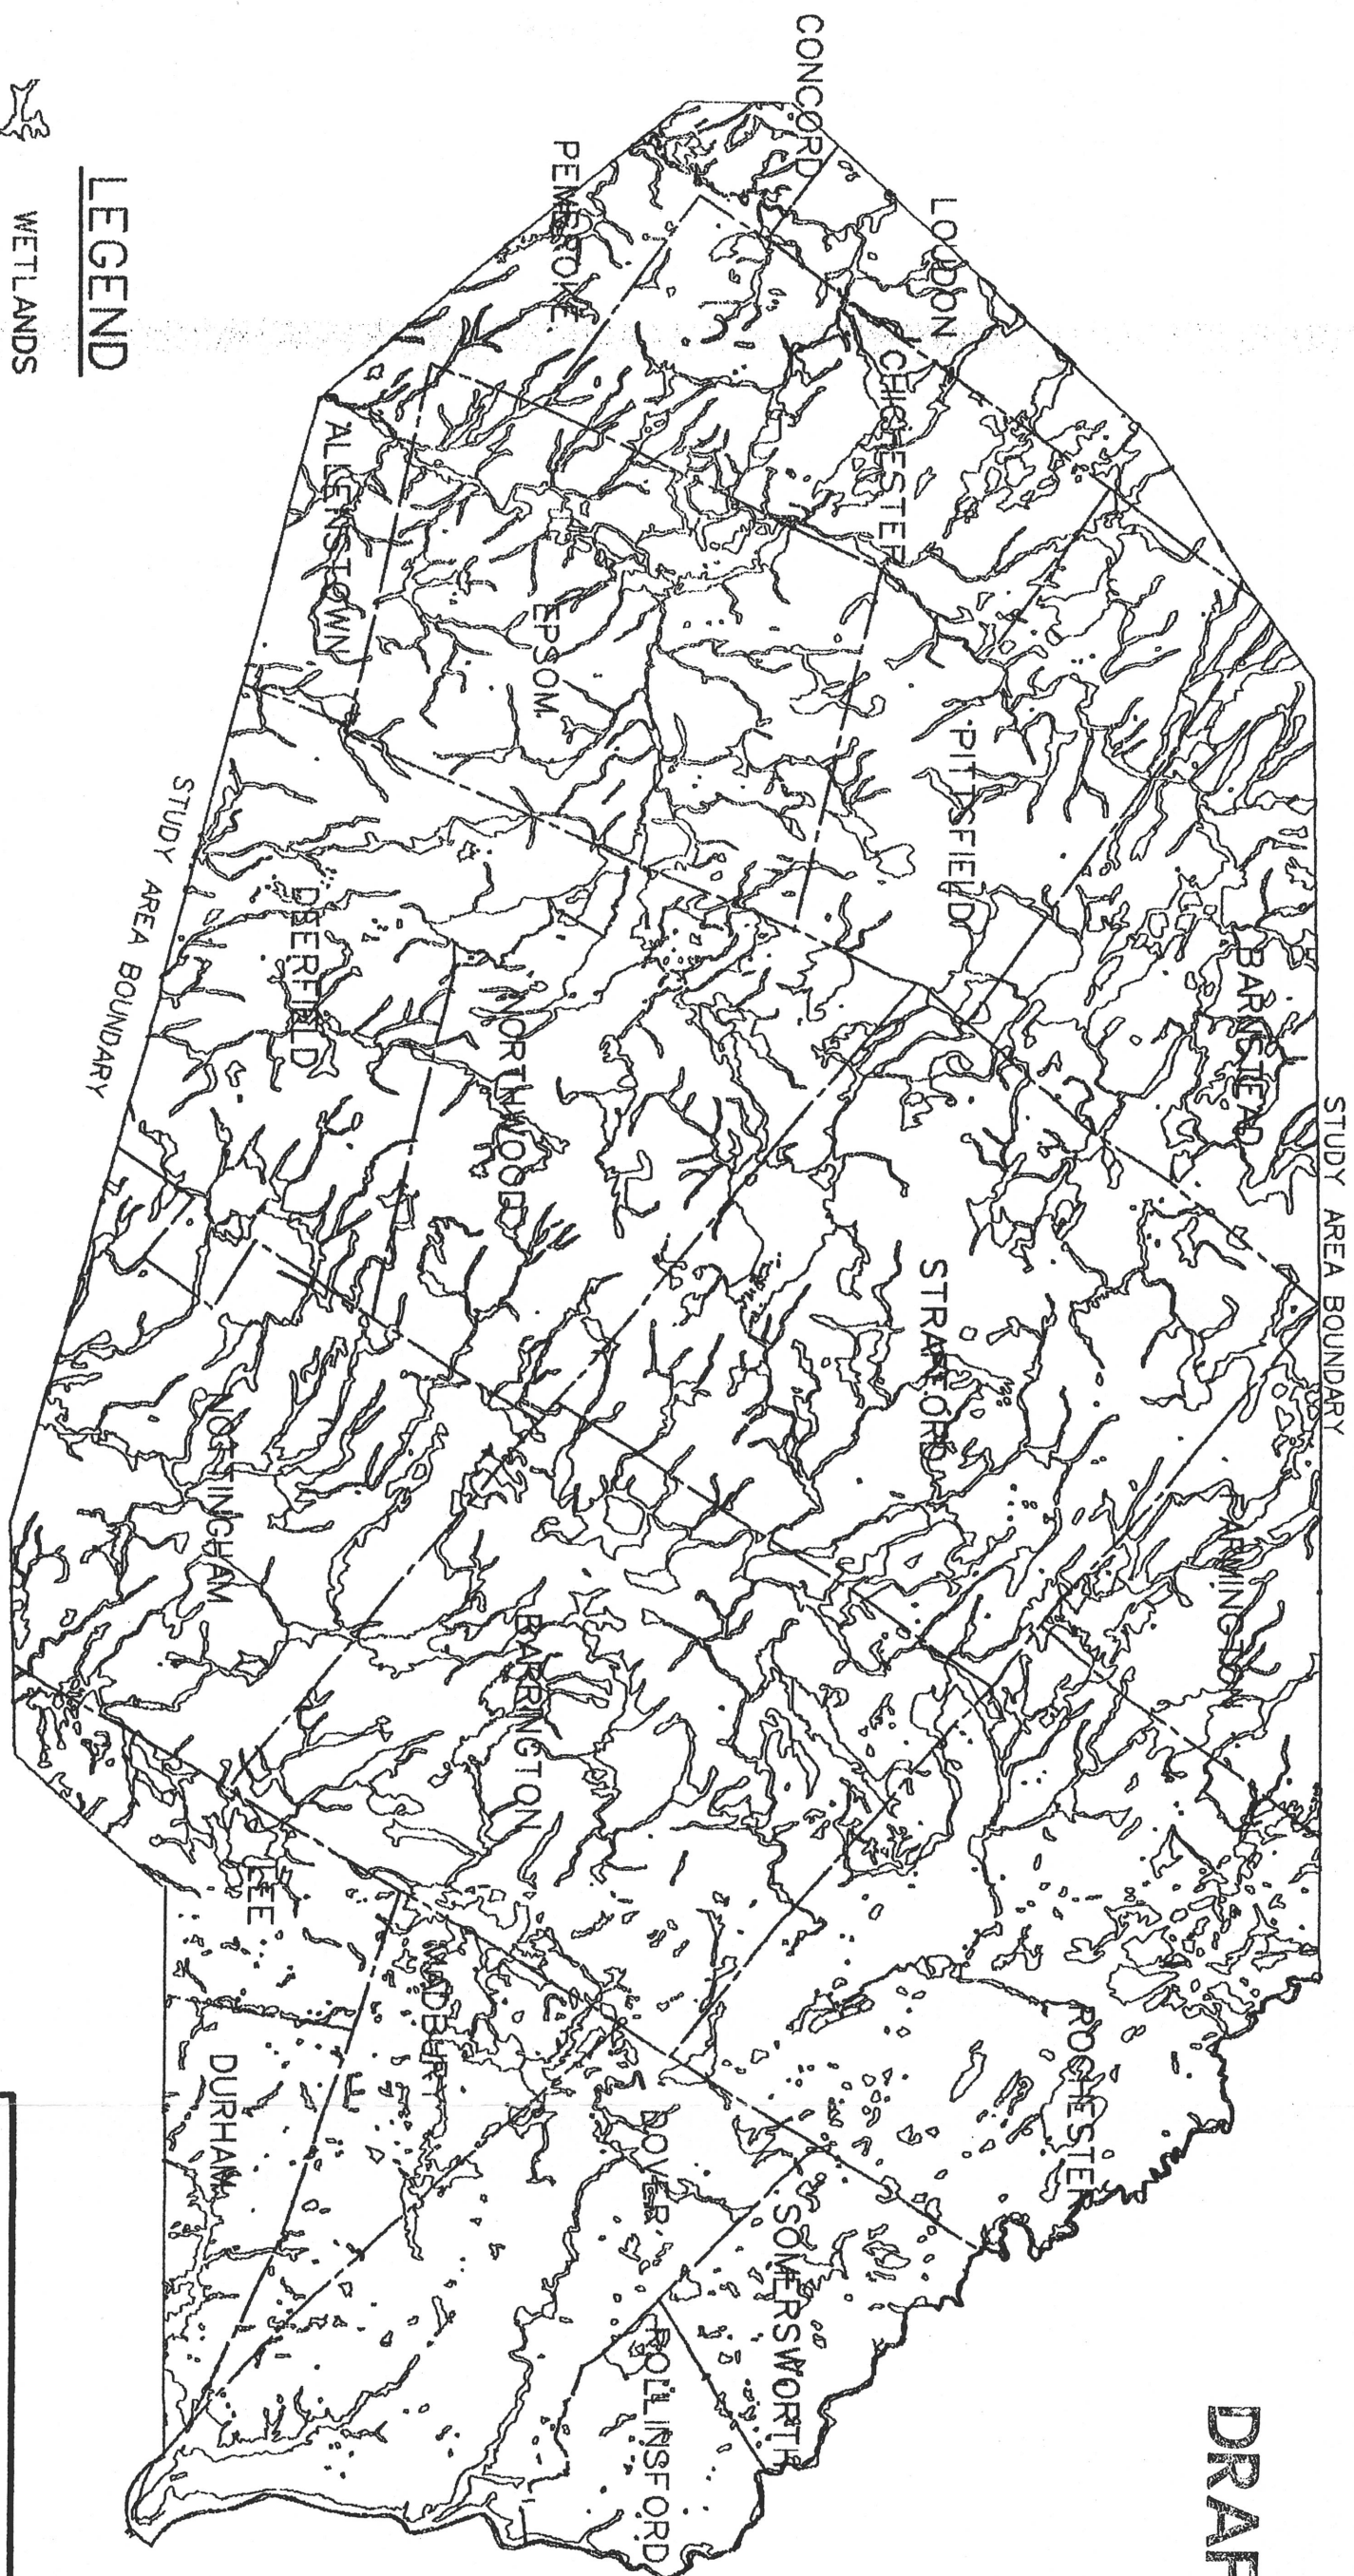 CONCORD
LOUDON
PEMBROKE
CHICHESTER
ALLENSTOWN
EPSOM
PITTSFIELD
BARNSTEAD
STUDY AREA BOUNDARY
DEERFIELD
NORTHWOOD
STUDY AREA BOUNDARY
STRAFFORD
NOTTINGHAM
FARMINGTON
BARRINGTON
LEE
MADBURY
ROCHESTER
DURHAM
DOVER
SOMERSWORTH
ROLLINSFORD
LEGEND
WETLANDS
DRAF